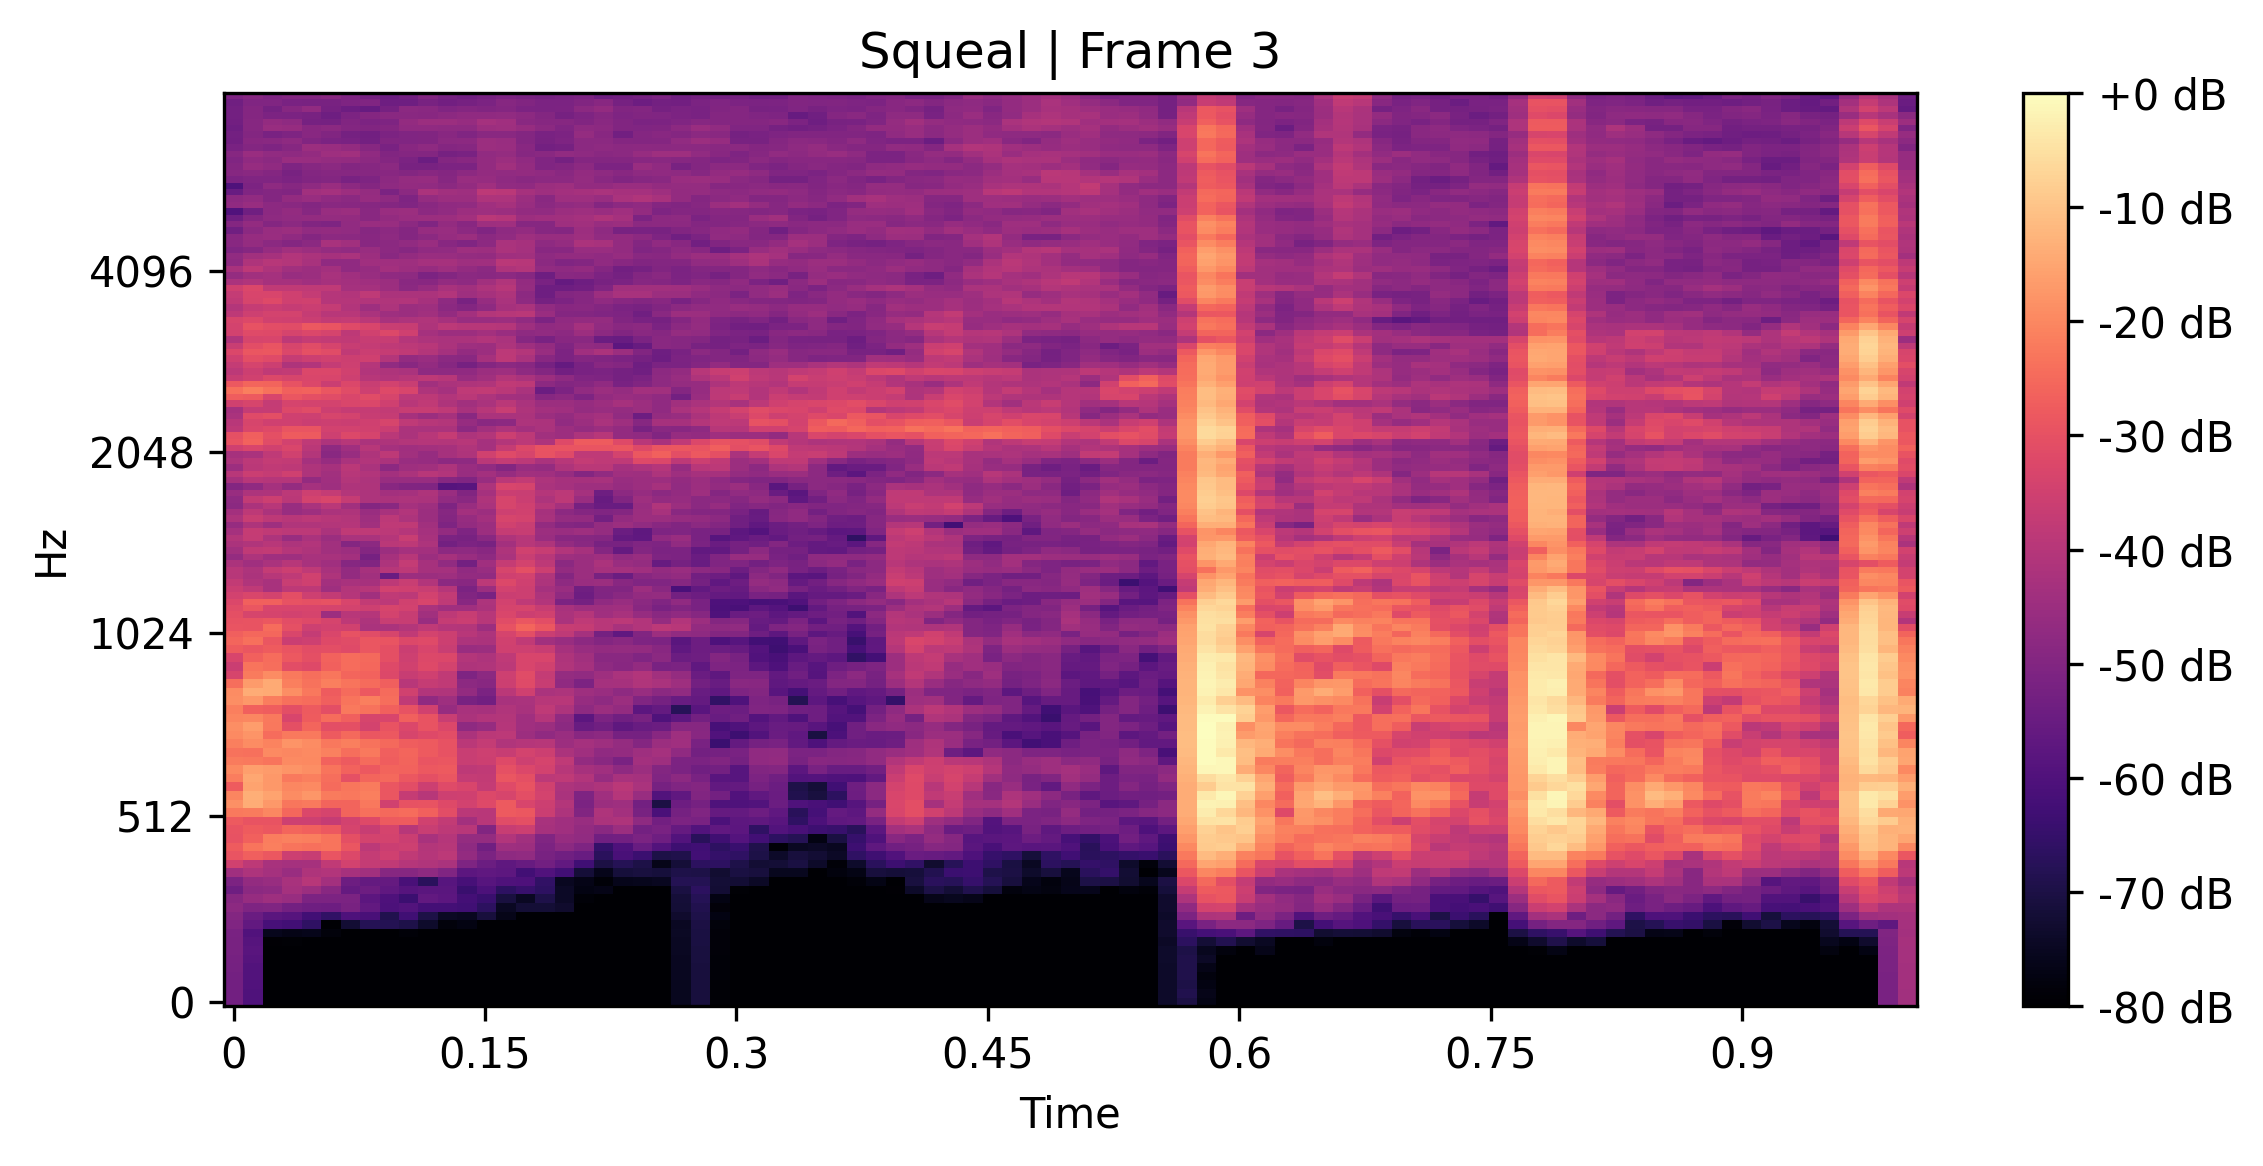 Squeal | Frame 3
+0 dB
-10 dB
-20 dB
-30 dB
-40 dB
-50 dB
-60 dB
-70 dB
-80 dB
Hz
4096
2048
1024
512
0
0 0.15 0.3 0.45 0.6 0.75 0.9
Time